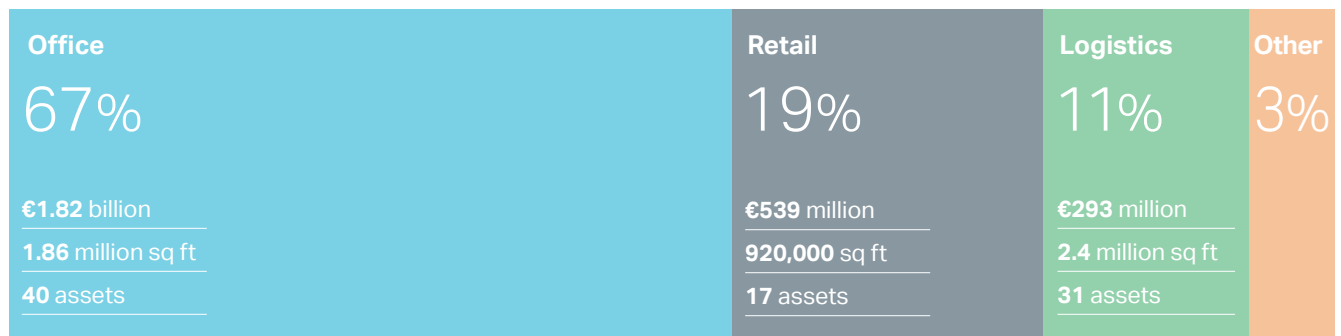 Office
67%
€1.82 billion
1.86 million sq ft
40 assets
Retail
19%
€539 million
920,000 sq ft
17 assets
Logistics
11%
€293 million
2.4 million sq ft
31 assets
Other
3%